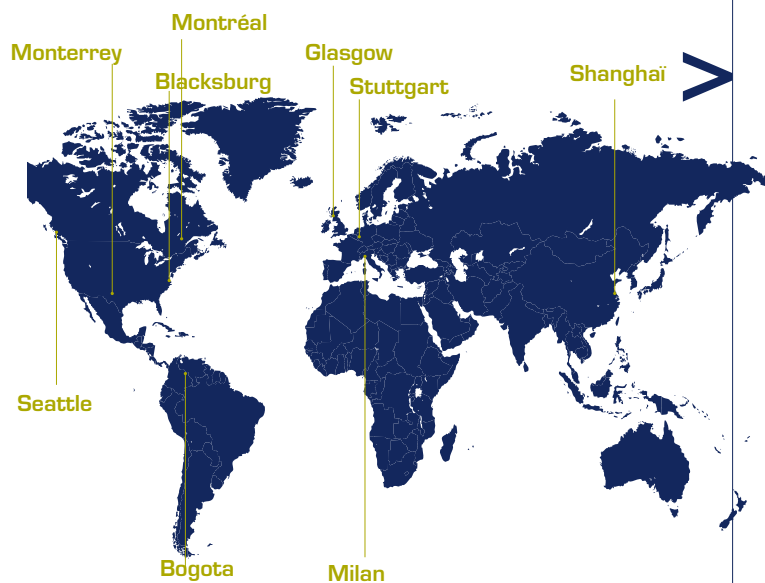 Montréal
Monterrey
Glasgow
Blacksburg
Stuttgart
Shanghaï
Seattle
Bogota
Milan